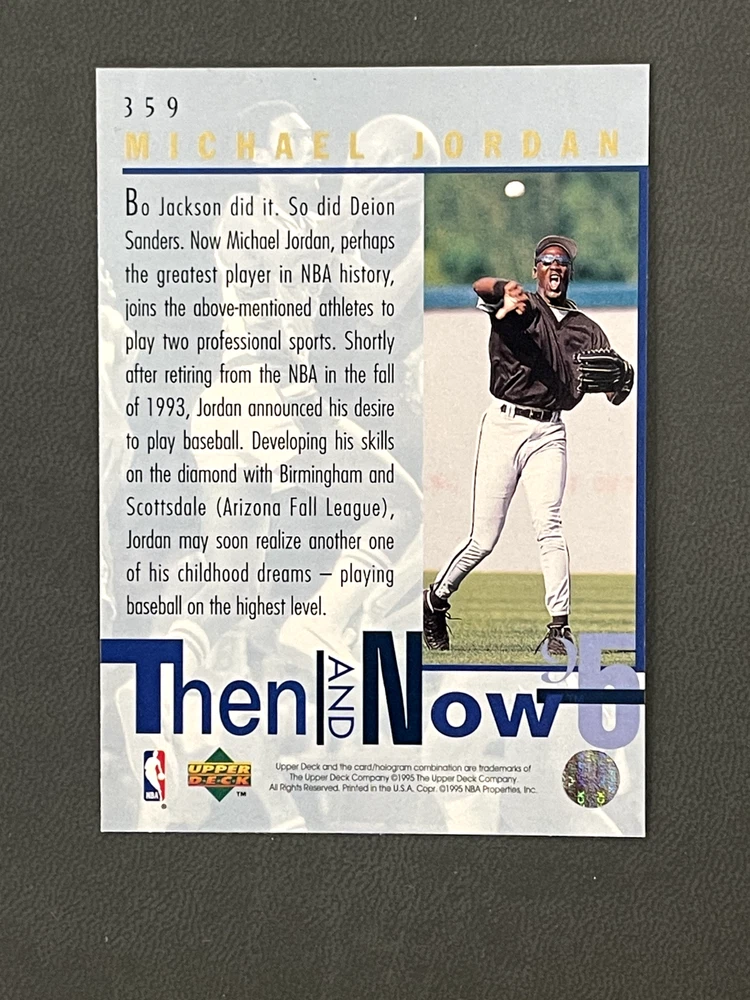 359
MICHAEL JORDAN
Bo Jackson did it. So did Deion
Sanders. Now Michael Jordan, perhaps
the greatest player in NBA history,
joins the above-mentioned athletes to
play two professional sports. Shortly
after retiring from the NBA in the fall
of 1993, Jordan announced his desire
to play baseball. Developing his skills
on the diamond with Birmingham and
Scottsdale (Arizona Fall League),
Jordan may soon realize another one
of his childhood dreams – playing
baseball on the highest level.
Then AND Now 95
NBA
®
UPPER
DECK
™
Upper Deck and the card/hologram combination are trademarks of
The Upper Deck Company ©1995 The Upper Deck Company.
All Rights Reserved. Printed in the U.S.A. Copr. ©1995 NBA Properties, Inc.